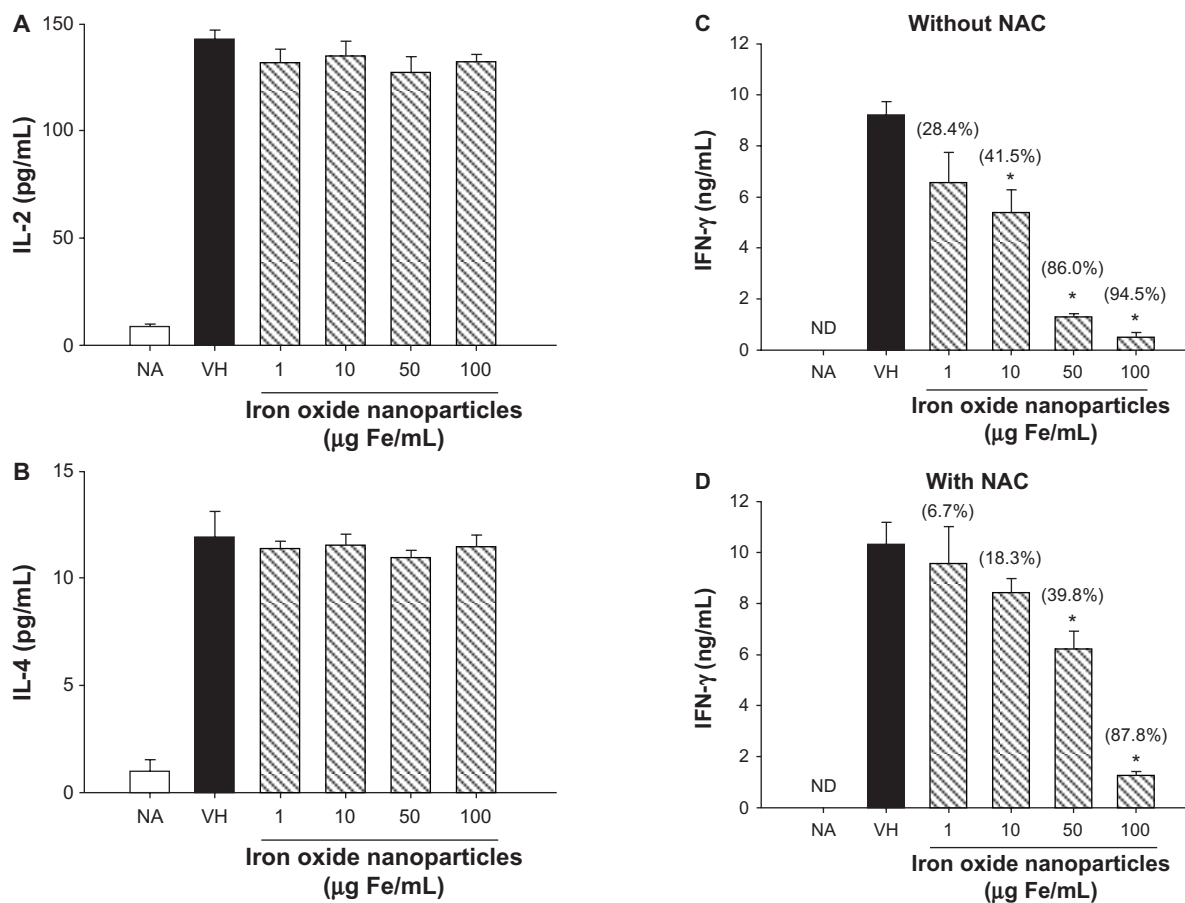 A
150
100
50
0
IL-2 (pg/mL)
NA VH 1 10 50 100
Iron oxide nanoparticles
(μg Fe/mL)
B
15
10
5
0
IL-4 (pg/mL)
NA VH 1 10 50 100
Iron oxide nanoparticles
(μg Fe/mL)
C Without NAC
12
10
8
6
4
2
0
IFN-γ (ng/mL)
(28.4%)
(41.5%)
*
(86.0%)
*
(94.5%)
*
ND
NA VH 1 10 50 100
Iron oxide nanoparticles
(μg Fe/mL)
D With NAC
12
10
8
6
4
2
0
IFN-γ (ng/mL)
(6.7%)
(18.3%)
(39.8%)
*
(87.8%)
*
ND
NA VH 1 10 50 100
Iron oxide nanoparticles
(μg Fe/mL)